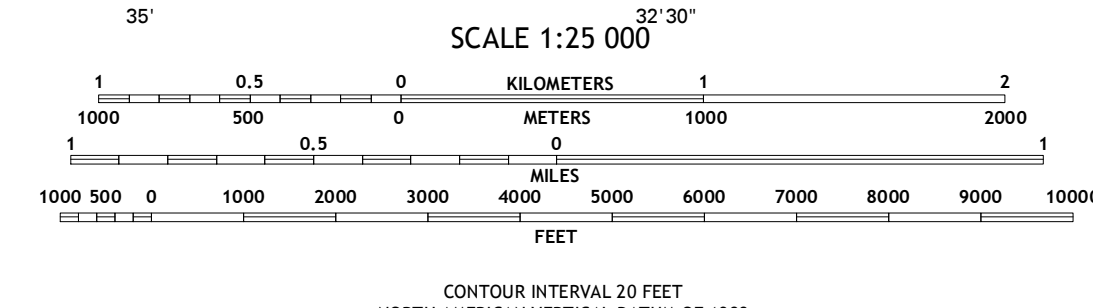 35' 32'30"
SCALE 1:25 000
1 0.5 0 KILOMETERS 1 2
1000 500 0 METERS 1000 2000
1 0.5 0 1
MILES
1000 500 0 1000 2000 3000 4000 5000 6000 7000 8000 9000 10000
FEET
CONTOUR INTERVAL 20 FEET